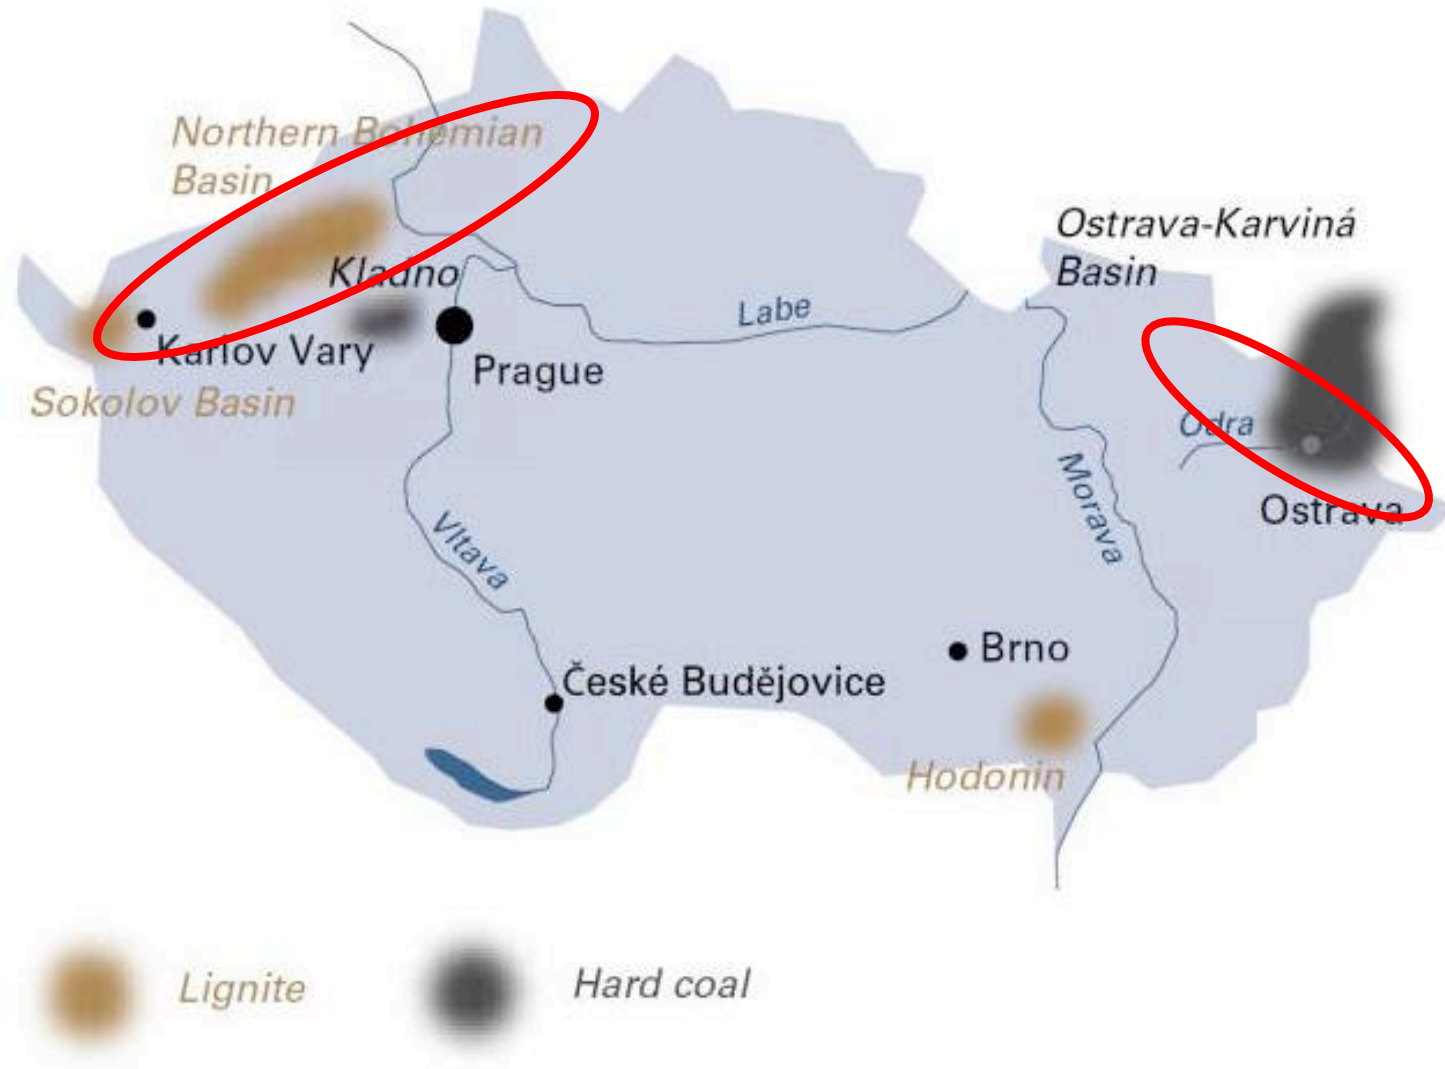 Northern Bohemian
Basin
Ostrava-Karviná
Basin
Kladno
Labe
Karlov Vary
Prague
Sokolov Basin
Odra
Morava
Ostrava
Vltava
Brno
České Budějovice
Hodonin
Lignite
Hard coal